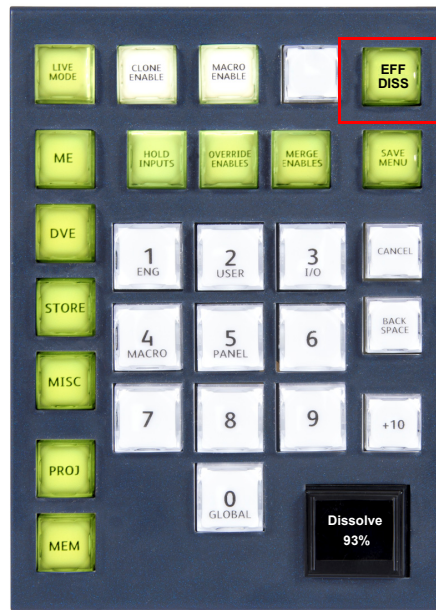 LIVE
MODE
CLONE
ENABLE
MACRO
ENABLE
EFF
DISS
ME
HOLD
INPUTS
OVERRIDE
ENABLES
MERGE
ENABLES
SAVE
MENU
DVE
1
ENG
2
USER
3
I/O
CANCEL
STORE
4
MACRO
5
PANEL
6
BACK
SPACE
MISC
7
8
9
+10
PROJ
0
GLOBAL
MEM
Dissolve
93%